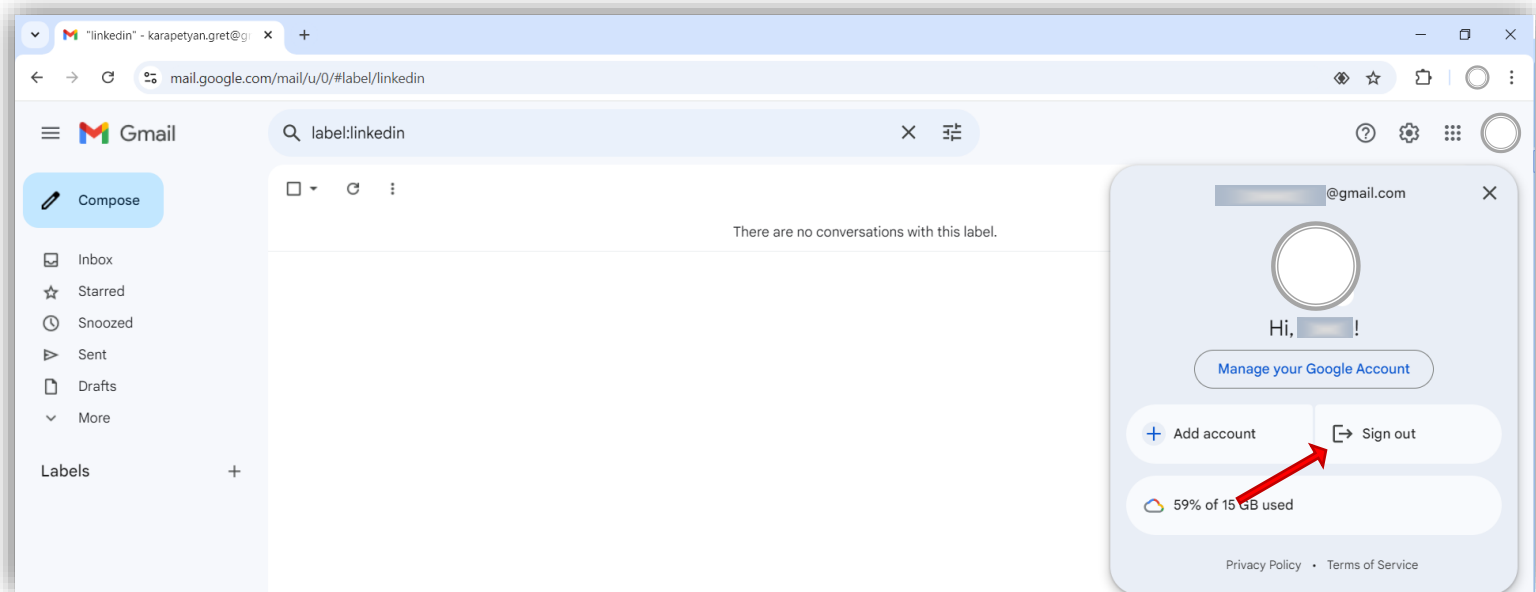 "linkedin" - karapetyan.gret@g
mail.google.com/mail/u/0/#label/linkedin
Gmail
label:linkedin
Compose
Inbox
Starred
Snoozed
Sent
Drafts
More
Labels
There are no conversations with this label.
@gmail.com
Hi, !
Manage your Google Account
Add account
Sign out
59% of 15 GB used
Privacy Policy • Terms of Service